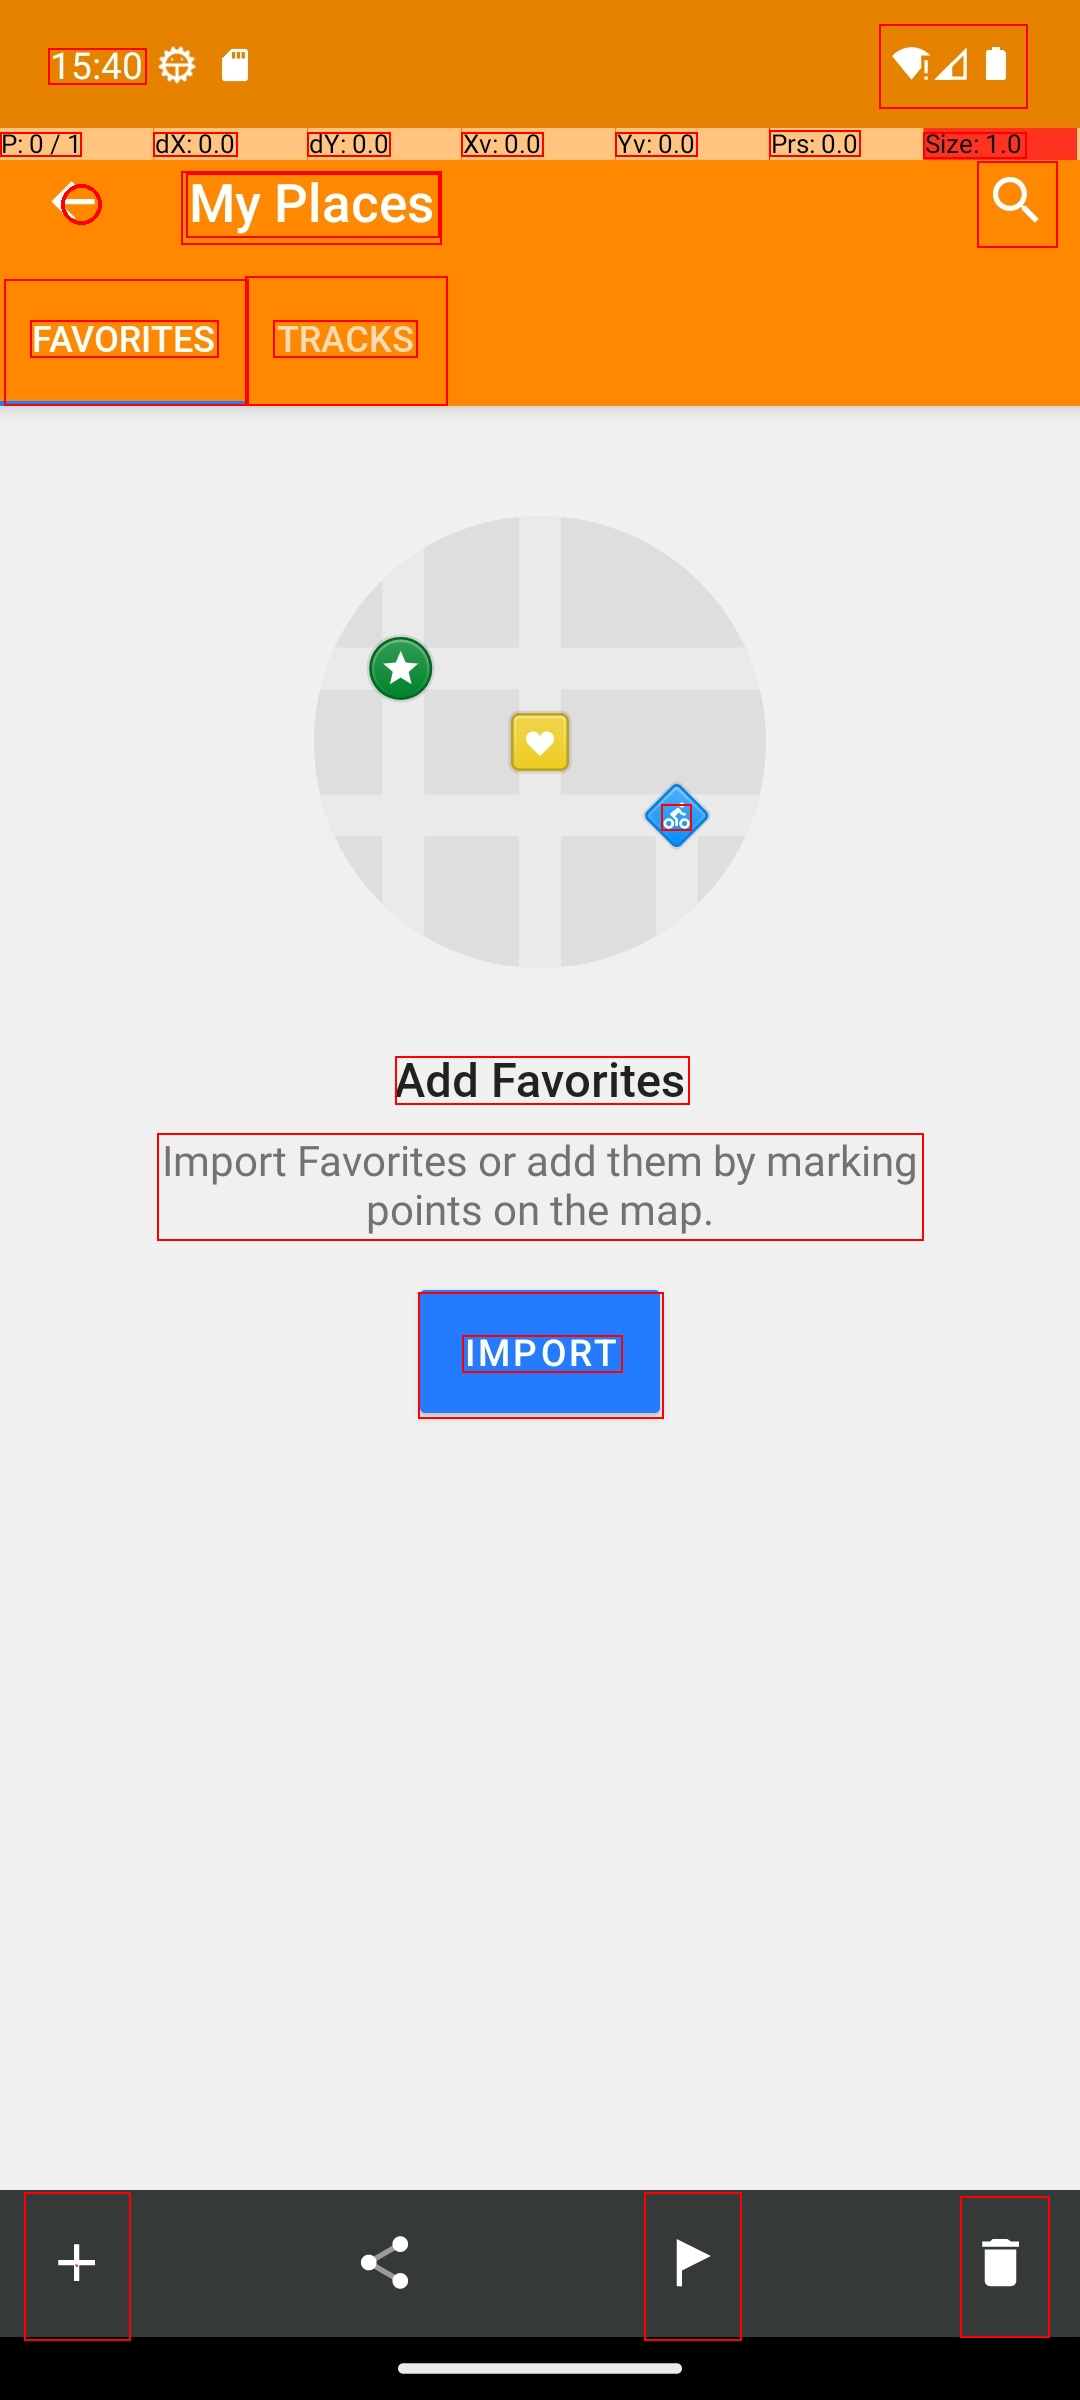 15:40
P: 0 / 1 dX: 0.0 dY: 0.0 Xv: 0.0 Yv: 0.0 Prs: 0.0 Size: 1.0
My Places
FAVORITES TRACKS
Add Favorites
Import Favorites or add them by marking
points on the map.
IMPORT